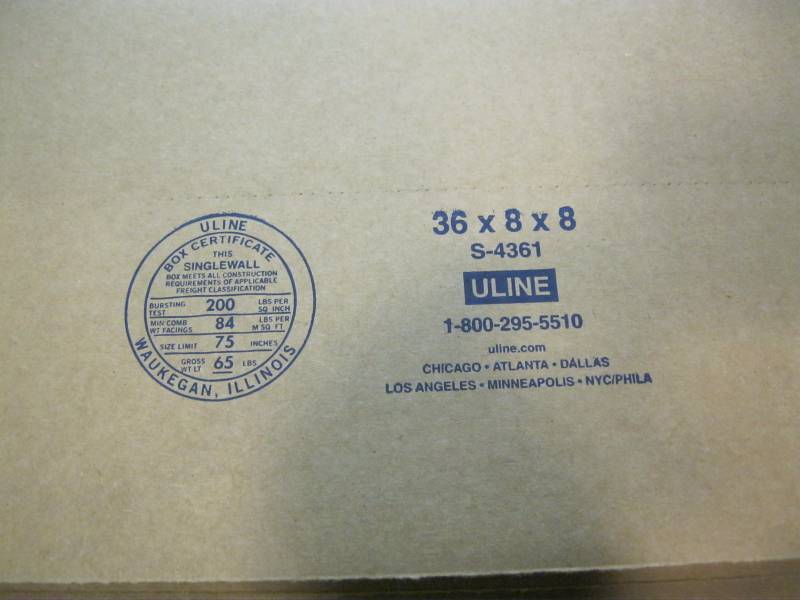 ULINE
BOX CERTIFICATE
THIS
SINGLEWALL
BOX MEETS ALL CONSTRUCTION
REQUIREMENTS OF APPLICABLE
FREIGHT CLASSIFICATION
BURSTING TEST 200 LBS PER SQ INCH
MIN COMB WT FACINGS 84 LBS PER M SQ FT
SIZE LIMIT 75 INCHES
GROSS WT LT 65 LBS
WAUKEGAN, ILLINOIS
36 x 8 x 8
S-4361
ULINE
1-800-295-5510
uline.com
CHICAGO • ATLANTA • DALLAS
LOS ANGELES • MINNEAPOLIS • NYC/PHILA